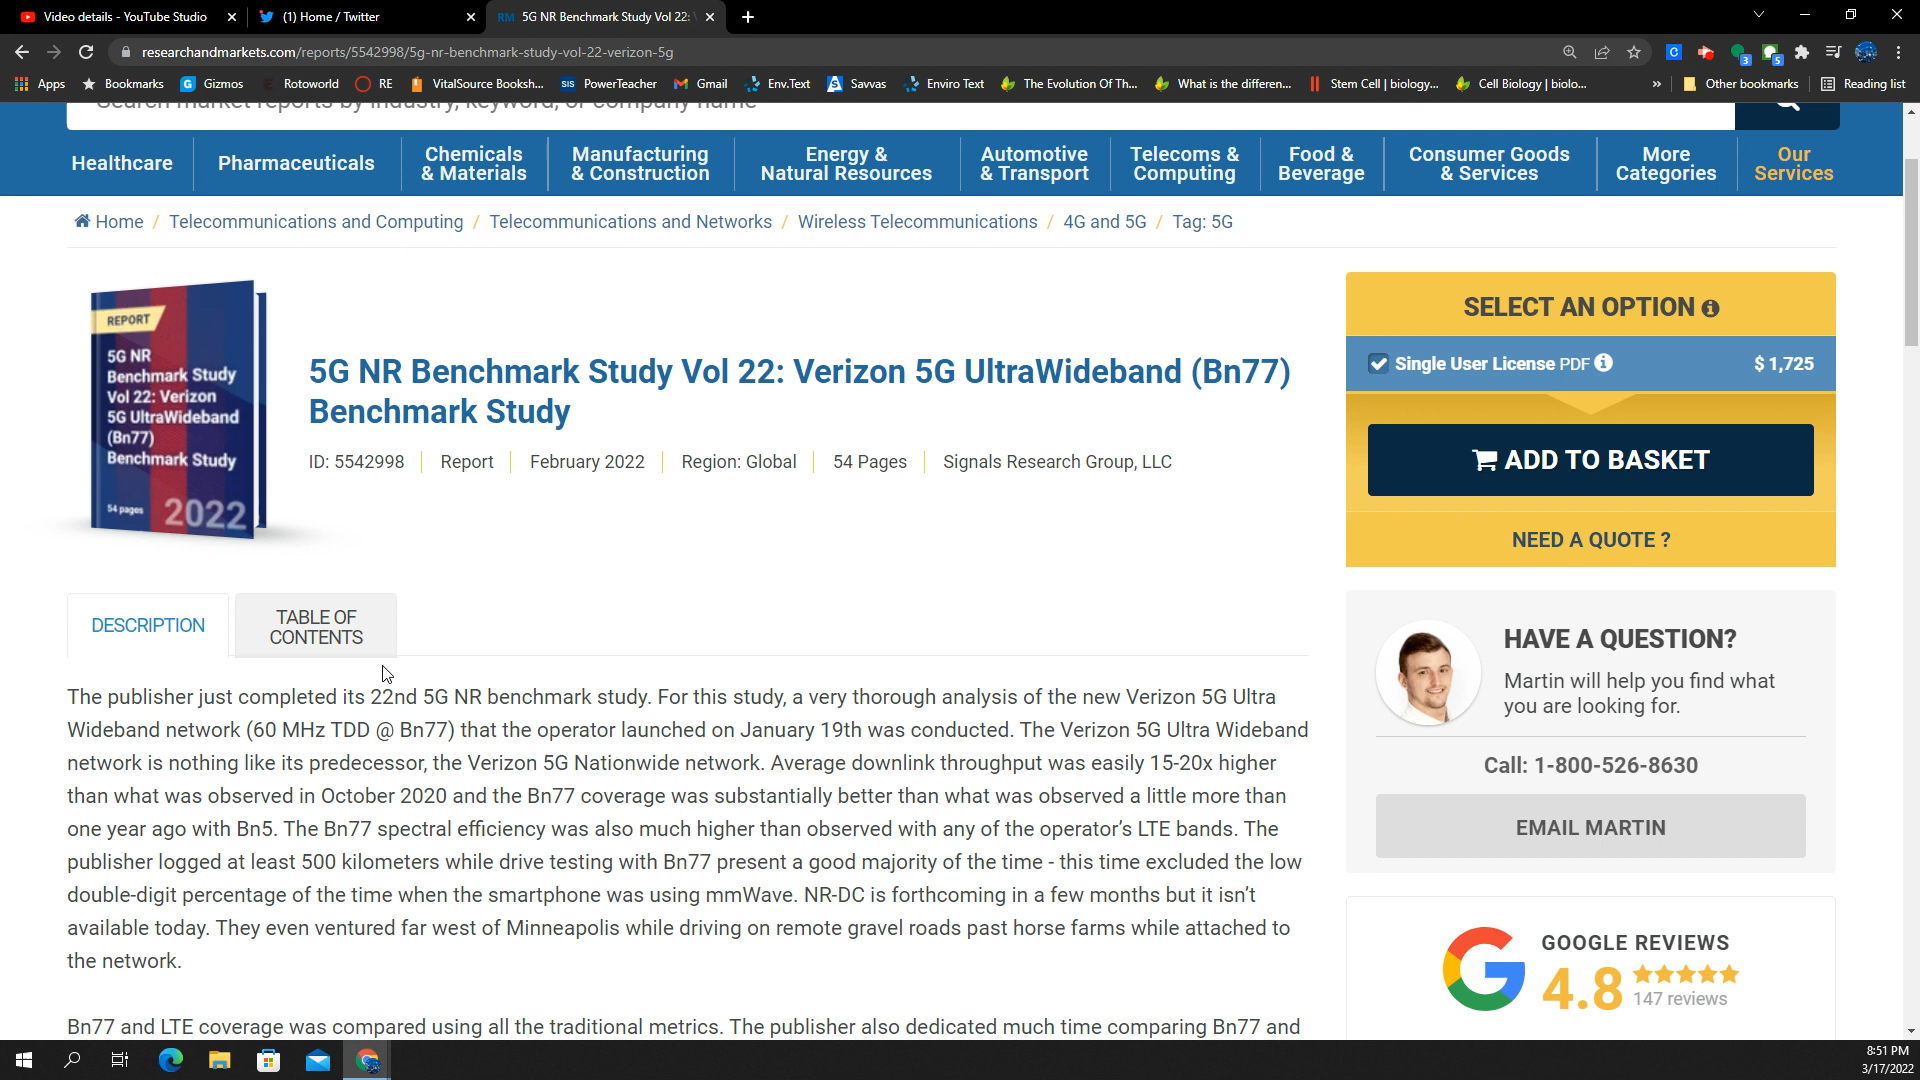 Video details - YouTube Studio
(1) Home / Twitter
RM 5G NR Benchmark Study Vol 22:
researchandmarkets.com/reports/5542998/5g-nr-benchmark-study-vol-22-verizon-5g
3
5
Apps
Bookmarks
Gizmos
Rotoworld
RE
VitalSource Booksh...
SIS PowerTeacher
Gmail
Env.Text
Savvas
Enviro Text
The Evolution Of Th...
What is the differen...
Stem Cell | biology...
Cell Biology | biolo...
»
Other bookmarks
Reading list
Search market reports by industry, keyword, or company name
Healthcare
Pharmaceuticals
Chemicals
& Materials
Manufacturing
& Construction
Energy &
Natural Resources
Automotive
& Transport
Telecoms &
Computing
Food &
Beverage
Consumer Goods
& Services
More
Categories
Our
Services
Home / Telecommunications and Computing / Telecommunications and Networks / Wireless Telecommunications / 4G and 5G / Tag: 5G
REPORT
5G NR
Benchmark Study
Vol 22: Verizon
5G UltraWideband
(Bn77)
Benchmark Study
54 pages 2022
5G NR Benchmark Study Vol 22: Verizon 5G UltraWideband (Bn77)
Benchmark Study
ID: 5542998 | Report | February 2022 | Region: Global | 54 Pages | Signals Research Group, LLC
SELECT AN OPTION
Single User License PDF $ 1,725
ADD TO BASKET
NEED A QUOTE ?
DESCRIPTION
TABLE OF
CONTENTS
The publisher just completed its 22nd 5G NR benchmark study. For this study, a very thorough analysis of the new Verizon 5G Ultra
Wideband network (60 MHz TDD @ Bn77) that the operator launched on January 19th was conducted. The Verizon 5G Ultra Wideband
network is nothing like its predecessor, the Verizon 5G Nationwide network. Average downlink throughput was easily 15-20x higher
than what was observed in October 2020 and the Bn77 coverage was substantially better than what was observed a little more than
one year ago with Bn5. The Bn77 spectral efficiency was also much higher than observed with any of the operator's LTE bands. The
publisher logged at least 500 kilometers while drive testing with Bn77 present a good majority of the time - this time excluded the low
double-digit percentage of the time when the smartphone was using mmWave. NR-DC is forthcoming in a few months but it isn't
available today. They even ventured far west of Minneapolis while driving on remote gravel roads past horse farms while attached to
the network.
Bn77 and LTE coverage was compared using all the traditional metrics. The publisher also dedicated much time comparing Bn77 and
HAVE A QUESTION?
Martin will help you find what
you are looking for.
Call: 1-800-526-8630
EMAIL MARTIN
GOOGLE REVIEWS
4.8
147 reviews
8:51 PM
3/17/2022